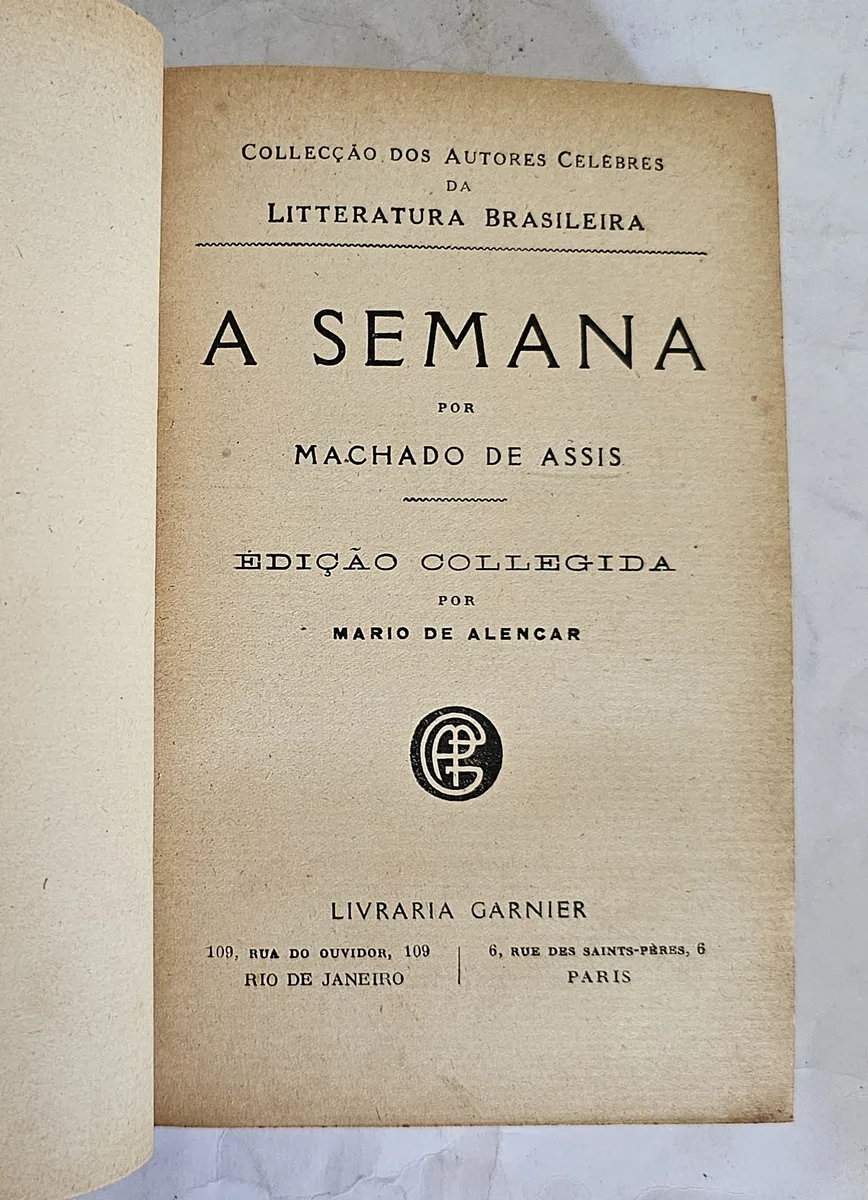 COLLECÇÃO DOS AUTORES CELEBRES
DA
LITTERATURA BRASILEIRA
A SEMANA
POR
MACHADO DE ASSIS
EDIÇÃO COLLEGIDA
POR
MARIO DE ALENCAR
LIVRARIA GARNIER
109, RUA DO OUVIDOR, 109
RIO DE JANEIRO
6, RUE DES SAINTS-PÈRES, 6
PARIS